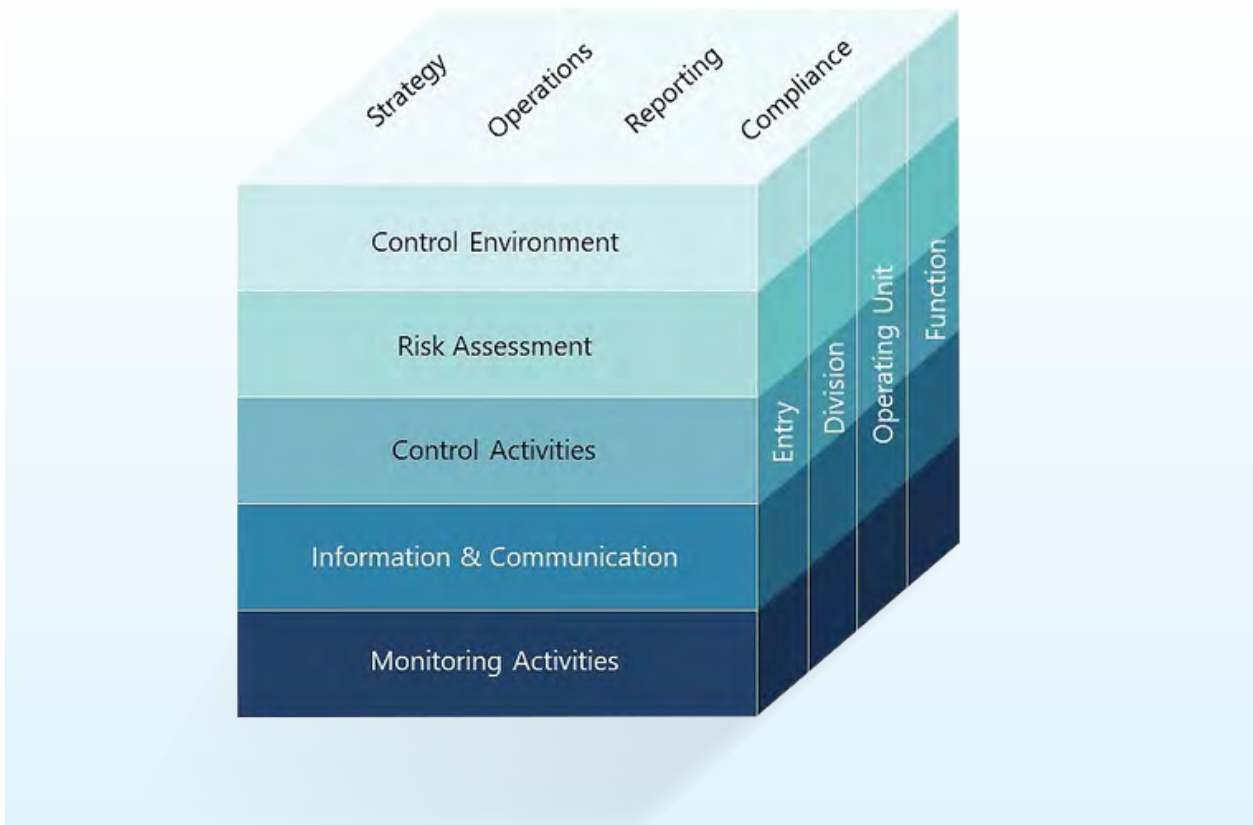 Strategy
Operations
Reporting
Compliance
Control Environment
Risk Assessment
Control Activities
Information & Communication
Monitoring Activities
Entry
Division
Operating Unit
Function